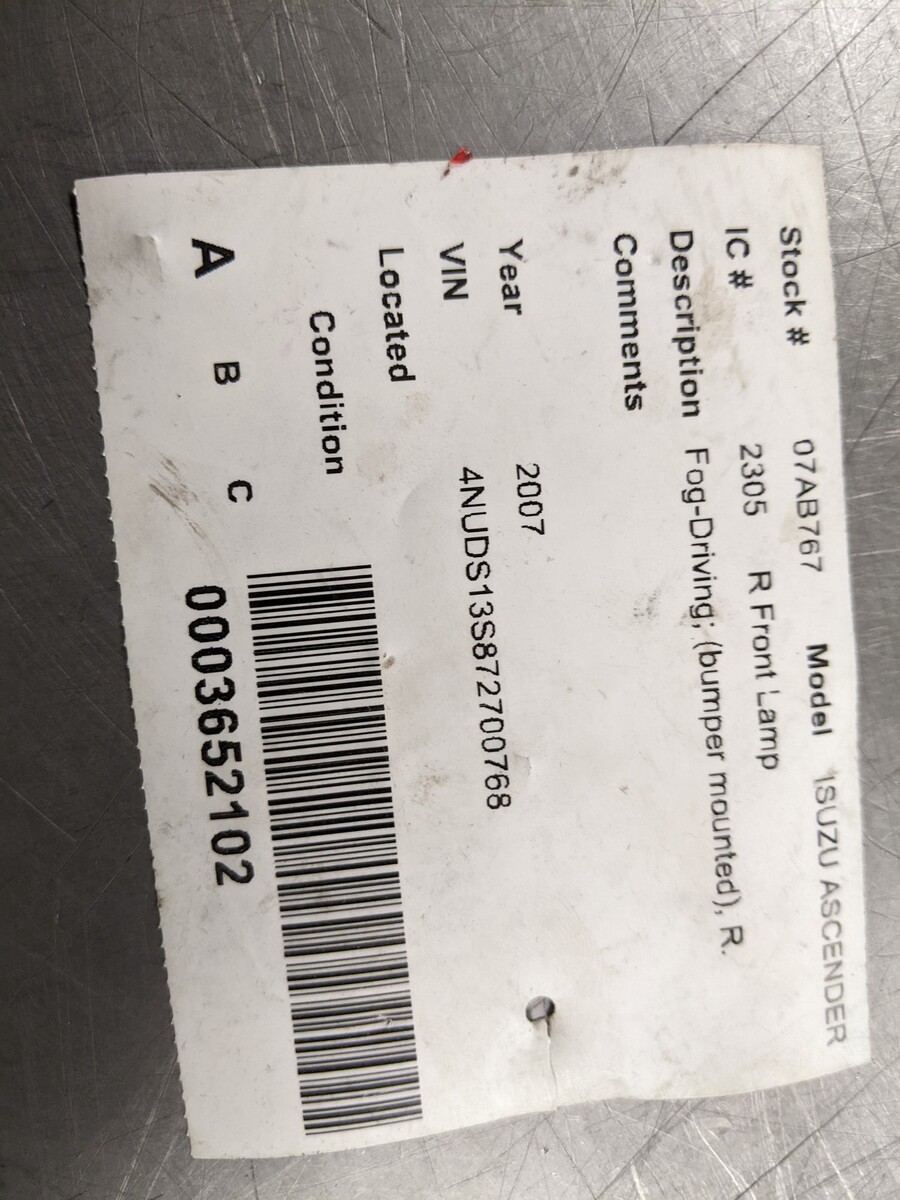 Stock # 07AB767 Model ISUZU ASCENDER
IC # 2305 R Front Lamp
Description Fog-Driving; (bumper mounted), R.
Comments
Year 2007
VIN 4NUDS13S872700768
Located
Condition
A B C
0003652102